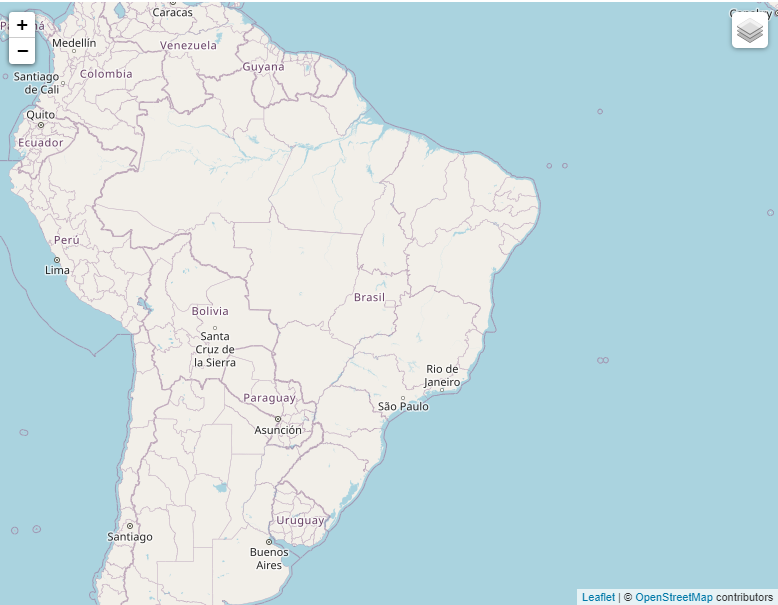 Caracas
+
−
Medellín
Venezuela
Guyana
Colombia
Santiago
de Cali
Quito
Ecuador
Perú
Lima
Brasil
Bolivia
Santa
Cruz de
la Sierra
Rio de
Janeiro
Paraguay
São Paulo
Asunción
Uruguay
Santiago
Buenos
Aires
Leaflet | © OpenStreetMap contributors